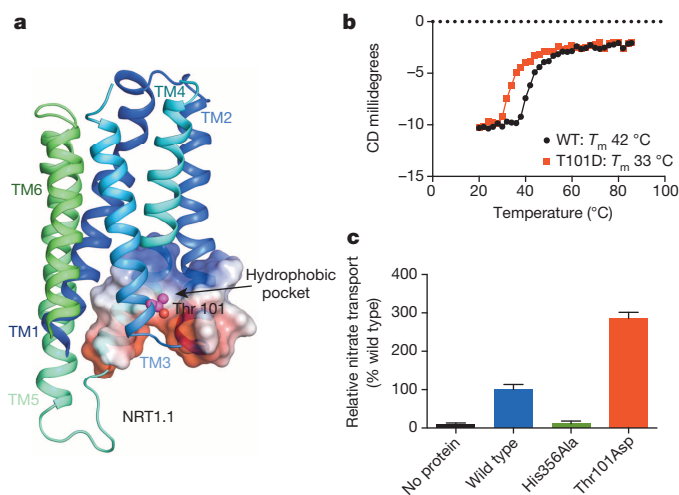 a
TM4
TM2
TM6
Hydrophobic
pocket
Thr 101
TM1
TM3
TM5
NRT1.1
b
0
−5
−10
−15
CD millidegrees
WT: Tm 42 °C
T101D: Tm 33 °C
0 20 40 60 80 100
Temperature (°C)
c
Relative nitrate transport
(% wild type)
400
300
200
100
0
No protein
Wild type
His356Ala
Thr101Asp